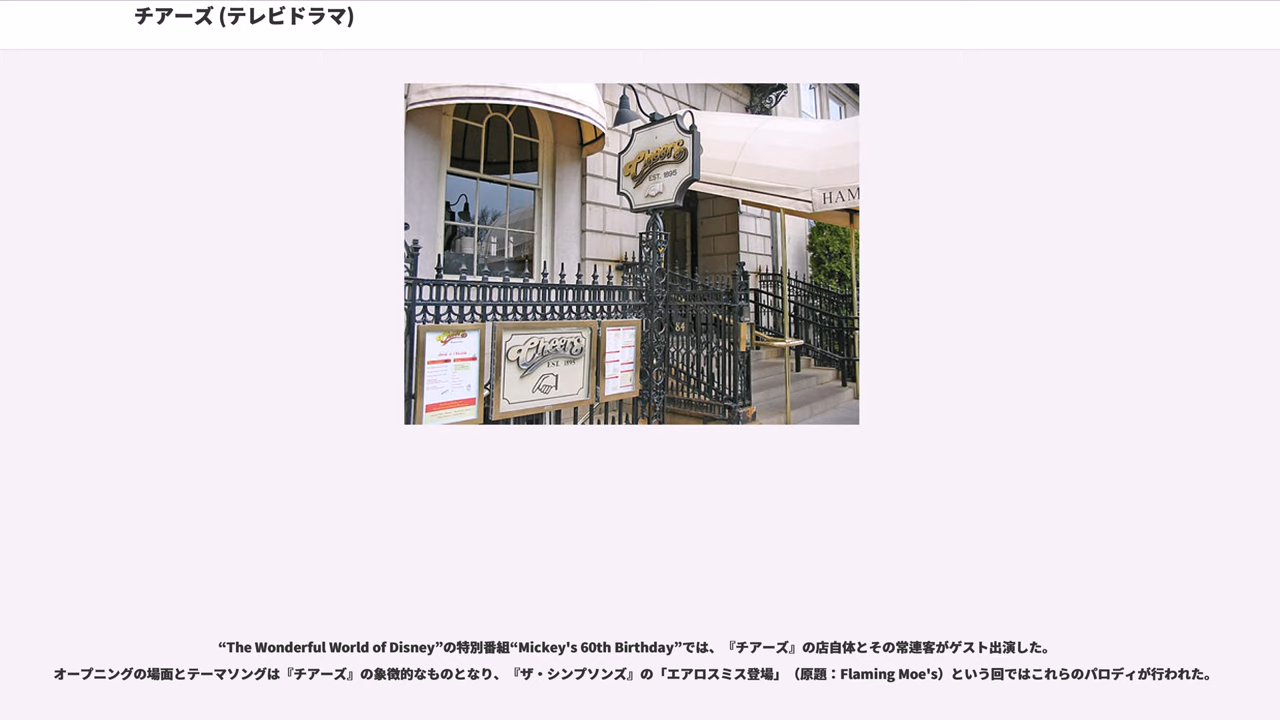 チアーズ (テレビドラマ)
Cheers
EST. 1895
HAM
84
Cheers
EST. 1895
“The Wonderful World of Disney”の特別番組“Mickey's 60th Birthday”では、『チアーズ』の店自体とその常連客がゲスト出演した。
オープニングの場面とテーマソングは『チアーズ』の象徴的なものとなり、『ザ・シンプソンズ』の「エアロスミス登場」（原題：Flaming Moe's）という回ではこれらのパロディが行われた。